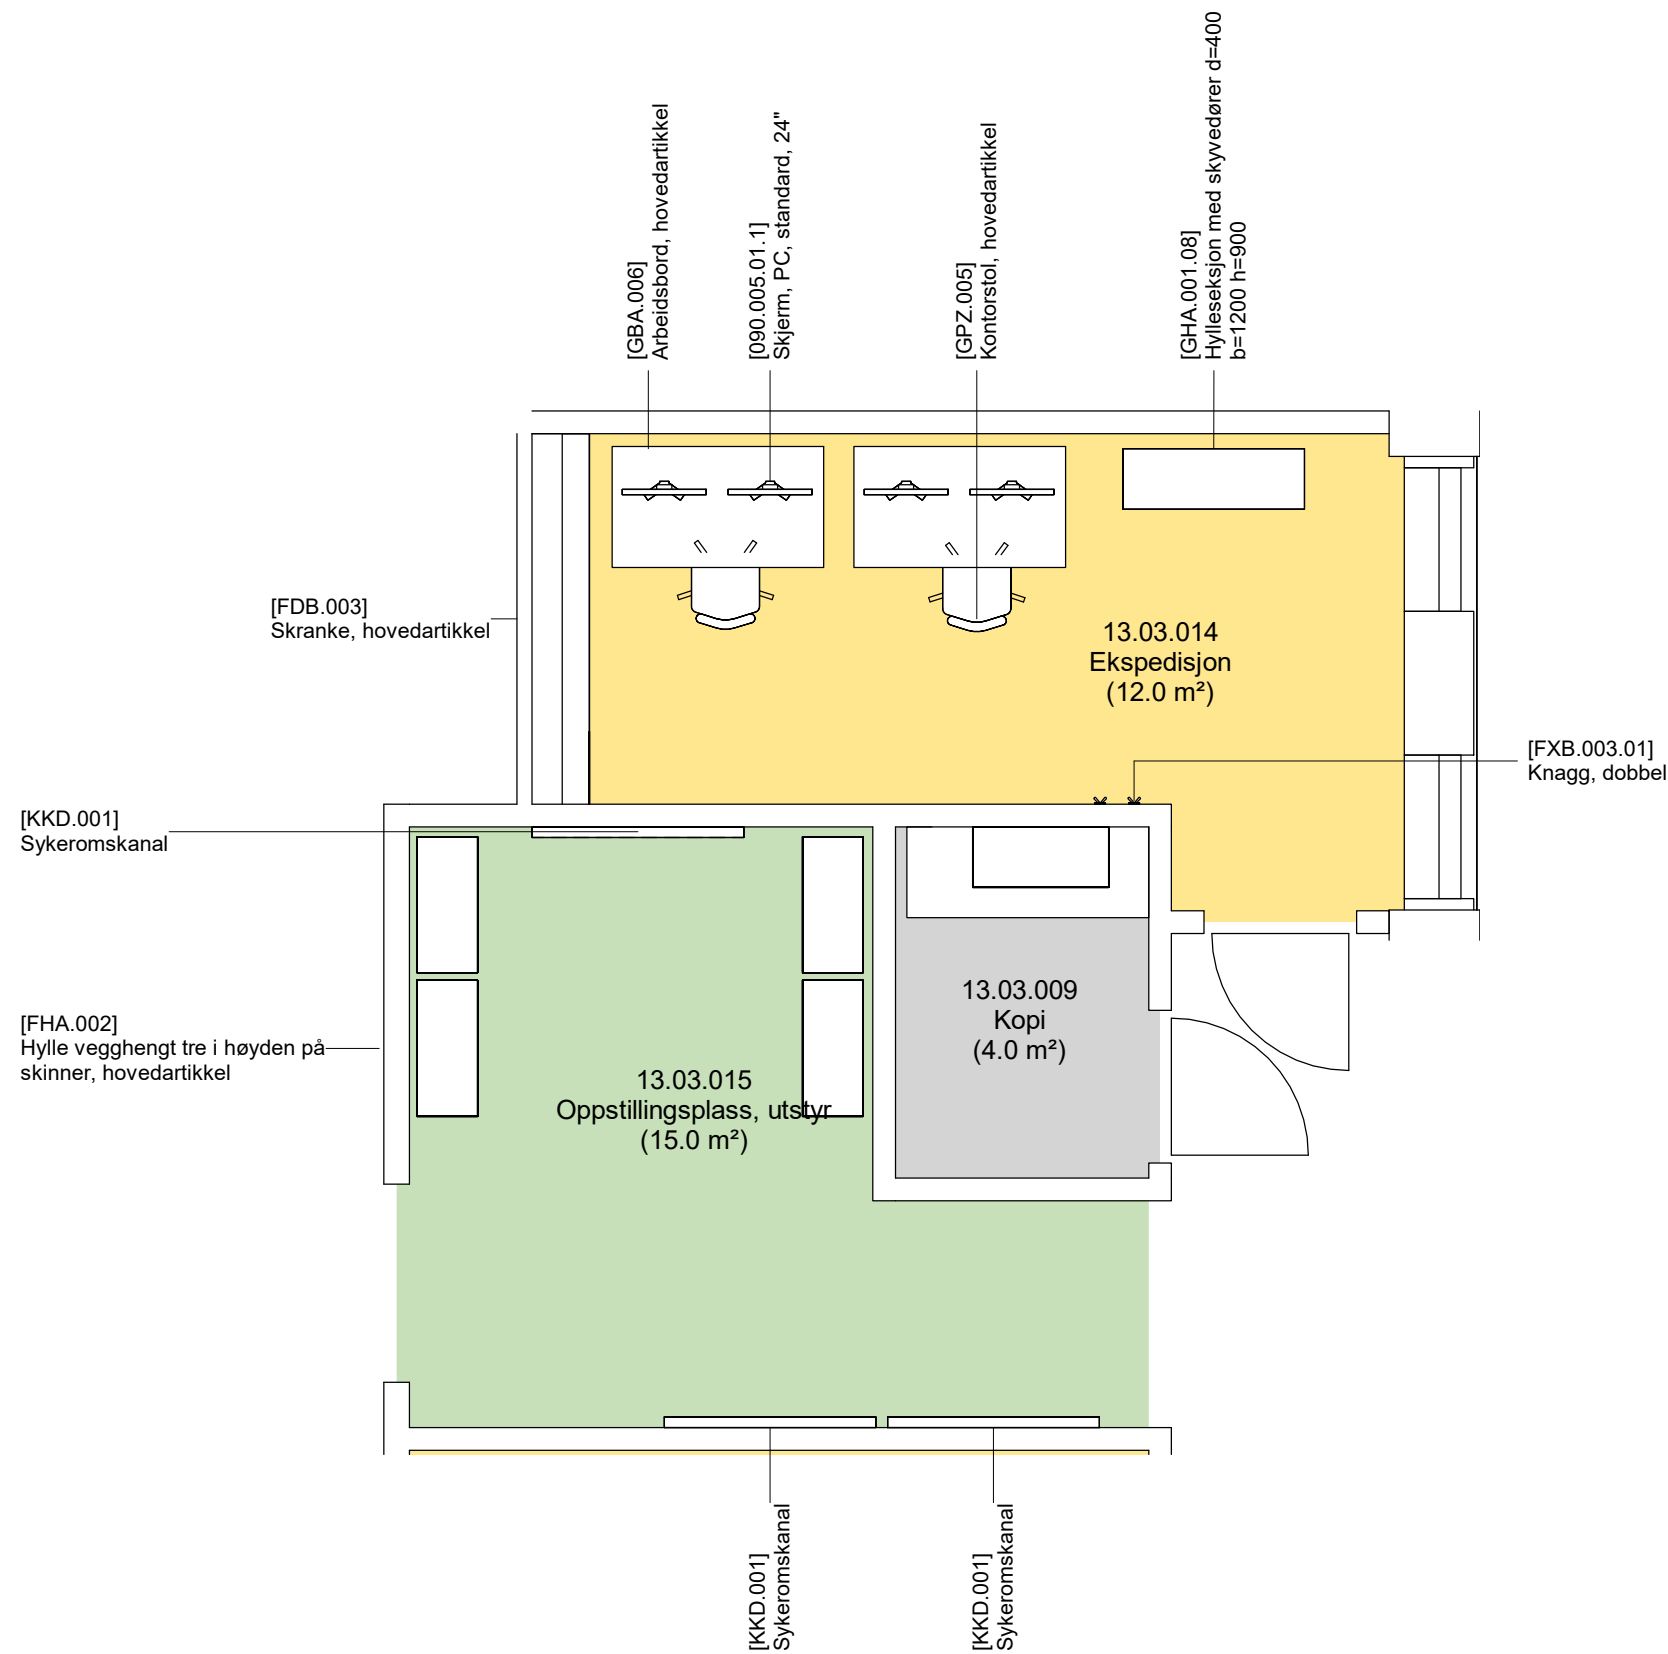 [GBA.006]
Arbeidsbord, hovedartikkel
[090.005.01.1]
Skjerm, PC, standard, 24"
[GPZ.005]
Kontorstol, hovedartikkel
[GHA.001.08]
Hylleseksjon med skyvedører d=400
b=1200 h=900
[FDB.003]
Skranke, hovedartikkel
13.03.014
Ekspedisjon
(12.0 m²)
[FXB.003.01]
Knagg, dobbel
[KKD.001]
Sykeromskanal
13.03.009
Kopi
(4.0 m²)
[FHA.002]
Hylle vegghengt tre i høyden på
skinner, hovedartikkel
13.03.015
Oppstillingsplass, utstyr
(15.0 m²)
[KKD.001]
Sykeromskanal
[KKD.001]
Sykeromskanal